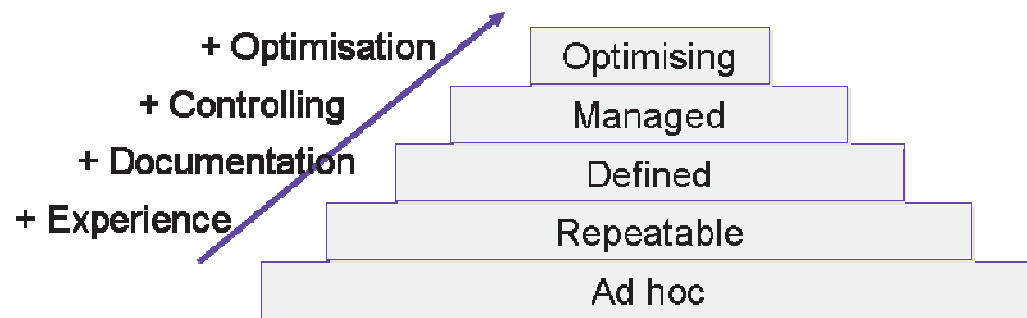 + Optimisation
Optimising
+ Controlling
Managed
+ Documentation
Defined
+ Experience
Repeatable
Ad hoc